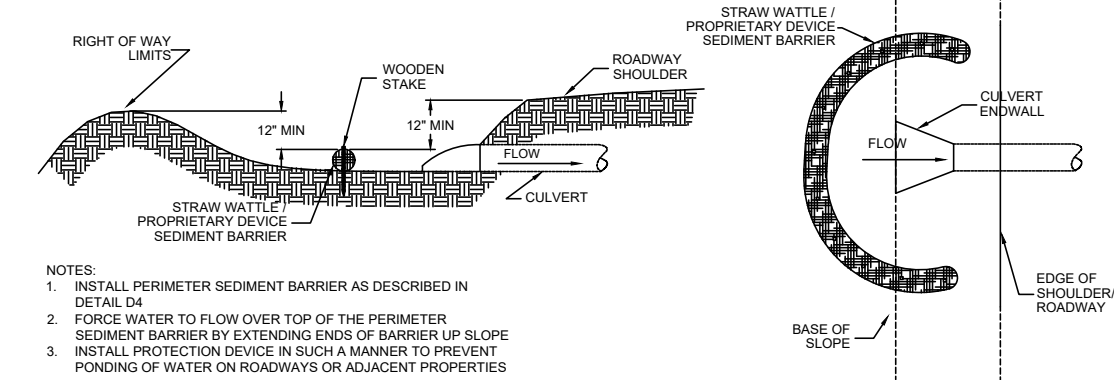 RIGHT OF WAY
LIMITS
WOODEN
STAKE
ROADWAY
SHOULDER
12" MIN
12" MIN
FLOW
CULVERT
STRAW WATTLE /
PROPRIETARY DEVICE
SEDIMENT BARRIER
STRAW WATTLE /
PROPRIETARY DEVICE
SEDIMENT BARRIER
CULVERT
ENDWALL
FLOW
EDGE OF
SHOULDER/
ROADWAY
BASE OF
SLOPE
NOTES:
1. INSTALL PERIMETER SEDIMENT BARRIER AS DESCRIBED IN
DETAIL D4
2. FORCE WATER TO FLOW OVER TOP OF THE PERIMETER
SEDIMENT BARRIER BY EXTENDING ENDS OF BARRIER UP SLOPE
3. INSTALL PROTECTION DEVICE IN SUCH A MANNER TO PREVENT
PONDING OF WATER ON ROADWAYS OR ADJACENT PROPERTIES